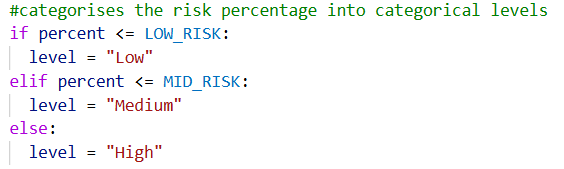 #categorises the risk percentage into categorical levels
if percent <= LOW_RISK:
  level = "Low"
elif percent <= MID_RISK:
  level = "Medium"
else:
  level = "High"